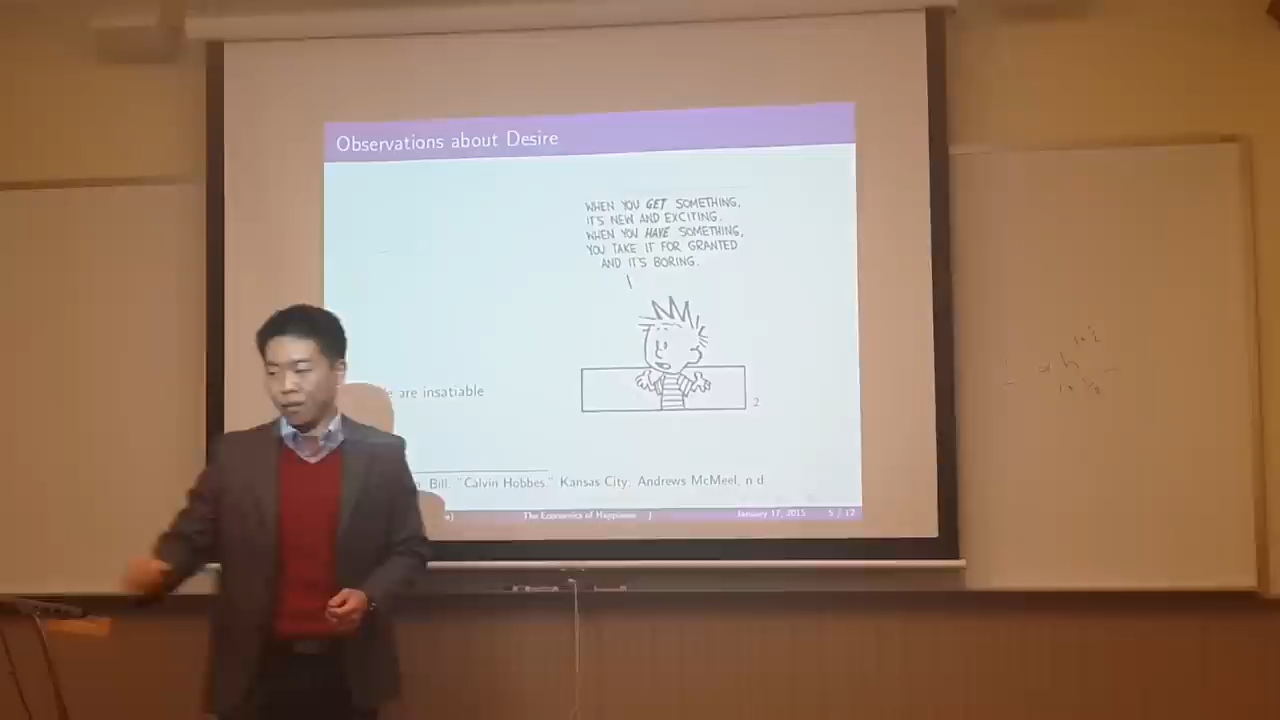 Observations about Desire
WHEN YOU GET SOMETHING,
IT'S NEW AND EXCITING.
WHEN YOU HAVE SOMETHING,
YOU TAKE IT FOR GRANTED
AND IT'S BORING.
are insatiable
2
Bill. "Calvin Hobbes." Kansas City, Andrews McMeel, n d
The Economics of Happiness
January 17, 2015
5 / 17